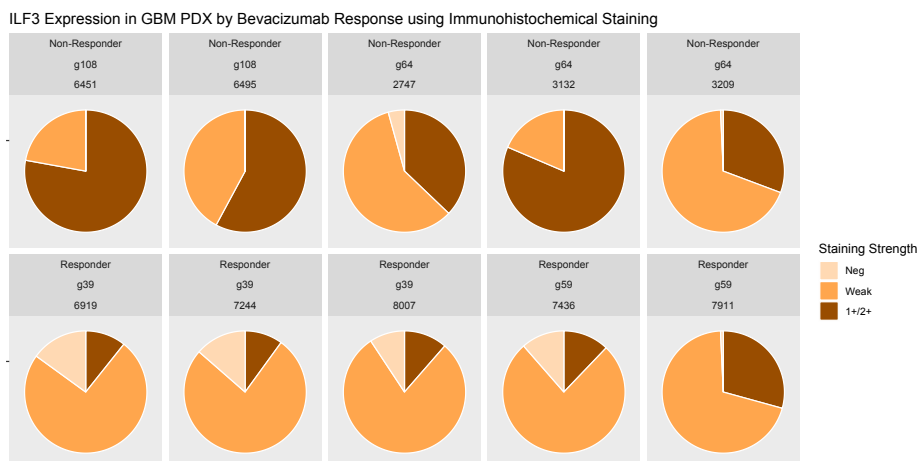 ILF3 Expression in GBM PDX by Bevacizumab Response using Immunohistochemical Staining
Non-Responder Non-Responder Non-Responder Non-Responder Non-Responder
g108 g108 g64 g64 g64
6451 6495 2747 3132 3209
Responder Responder Responder Responder Responder
g39 g39 g39 g59 g59
6919 7244 8007 7436 7911
Staining Strength
Neg
Weak
1+/2+